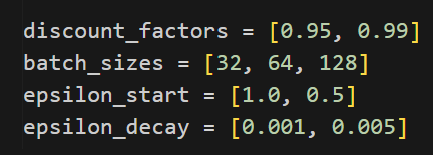 discount_factors = [0.95, 0.99]
batch_sizes = [32, 64, 128]
epsilon_start = [1.0, 0.5]
epsilon_decay = [0.001, 0.005]